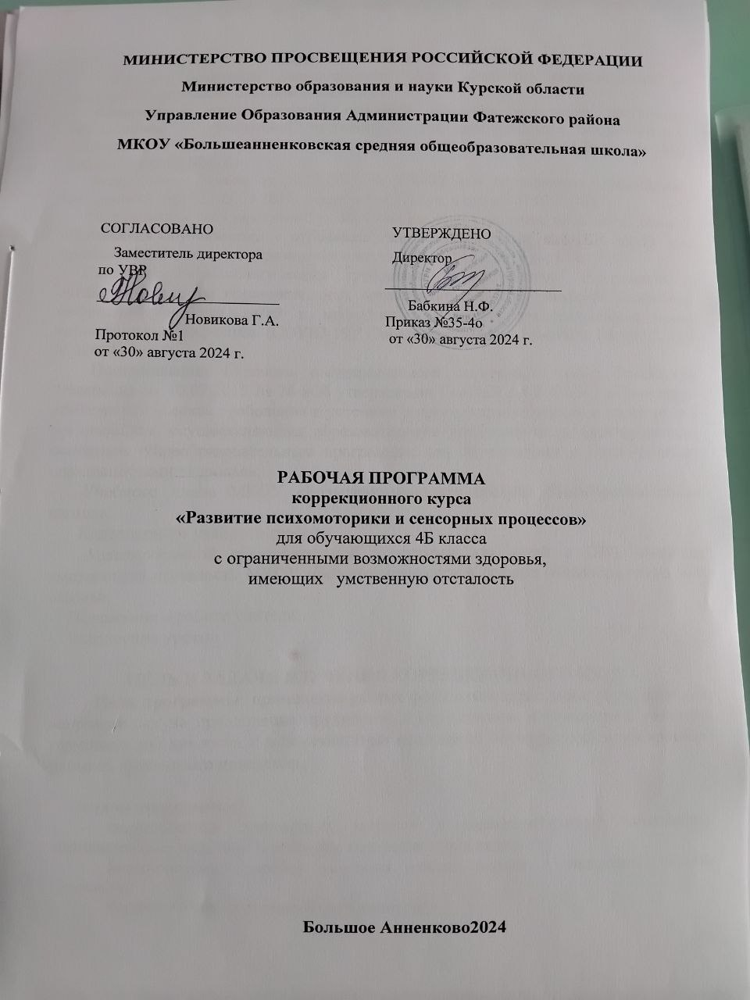 МИНИСТЕРСТВО ПРОСВЕЩЕНИЯ РОССИЙСКОЙ ФЕДЕРАЦИИ
Министерство образования и науки Курской области
Управление Образования Администрации Фатежского района
МКОУ «Большеанненковская средняя общеобразовательная школа»
СОГЛАСОВАНО
Заместитель директора
по УВР
Новикова Г.А.
Протокол №1
от «30» августа 2024 г.
УТВЕРЖДЕНО
Директор
Бабкина Н.Ф.
Приказ №35-4о
от «30» августа 2024 г.
РАБОЧАЯ ПРОГРАММА
коррекционного курса
«Развитие психомоторики и сенсорных процессов»
для обучающихся 4Б класса
с ограниченными возможностями здоровья,
имеющих умственную отсталость
Большое Анненково2024